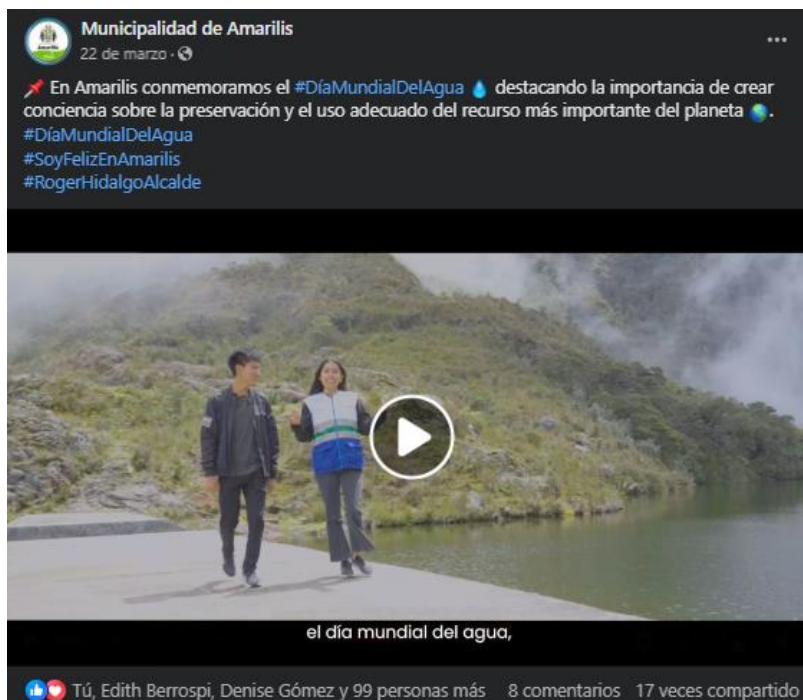 Municipalidad de Amarilis
22 de marzo ·
En Amarilis conmemoramos el #DíaMundialDelAgua destacando la importancia de crear
conciencia sobre la preservación y el uso adecuado del recurso más importante del planeta .
#DíaMundialDelAgua
#SoyFelizEnAmarilis
#RogerHidalgoAlcalde
el día mundial del agua,
Tú, Edith Berrospi, Denise Gómez y 99 personas más 8 comentarios 17 veces compartido